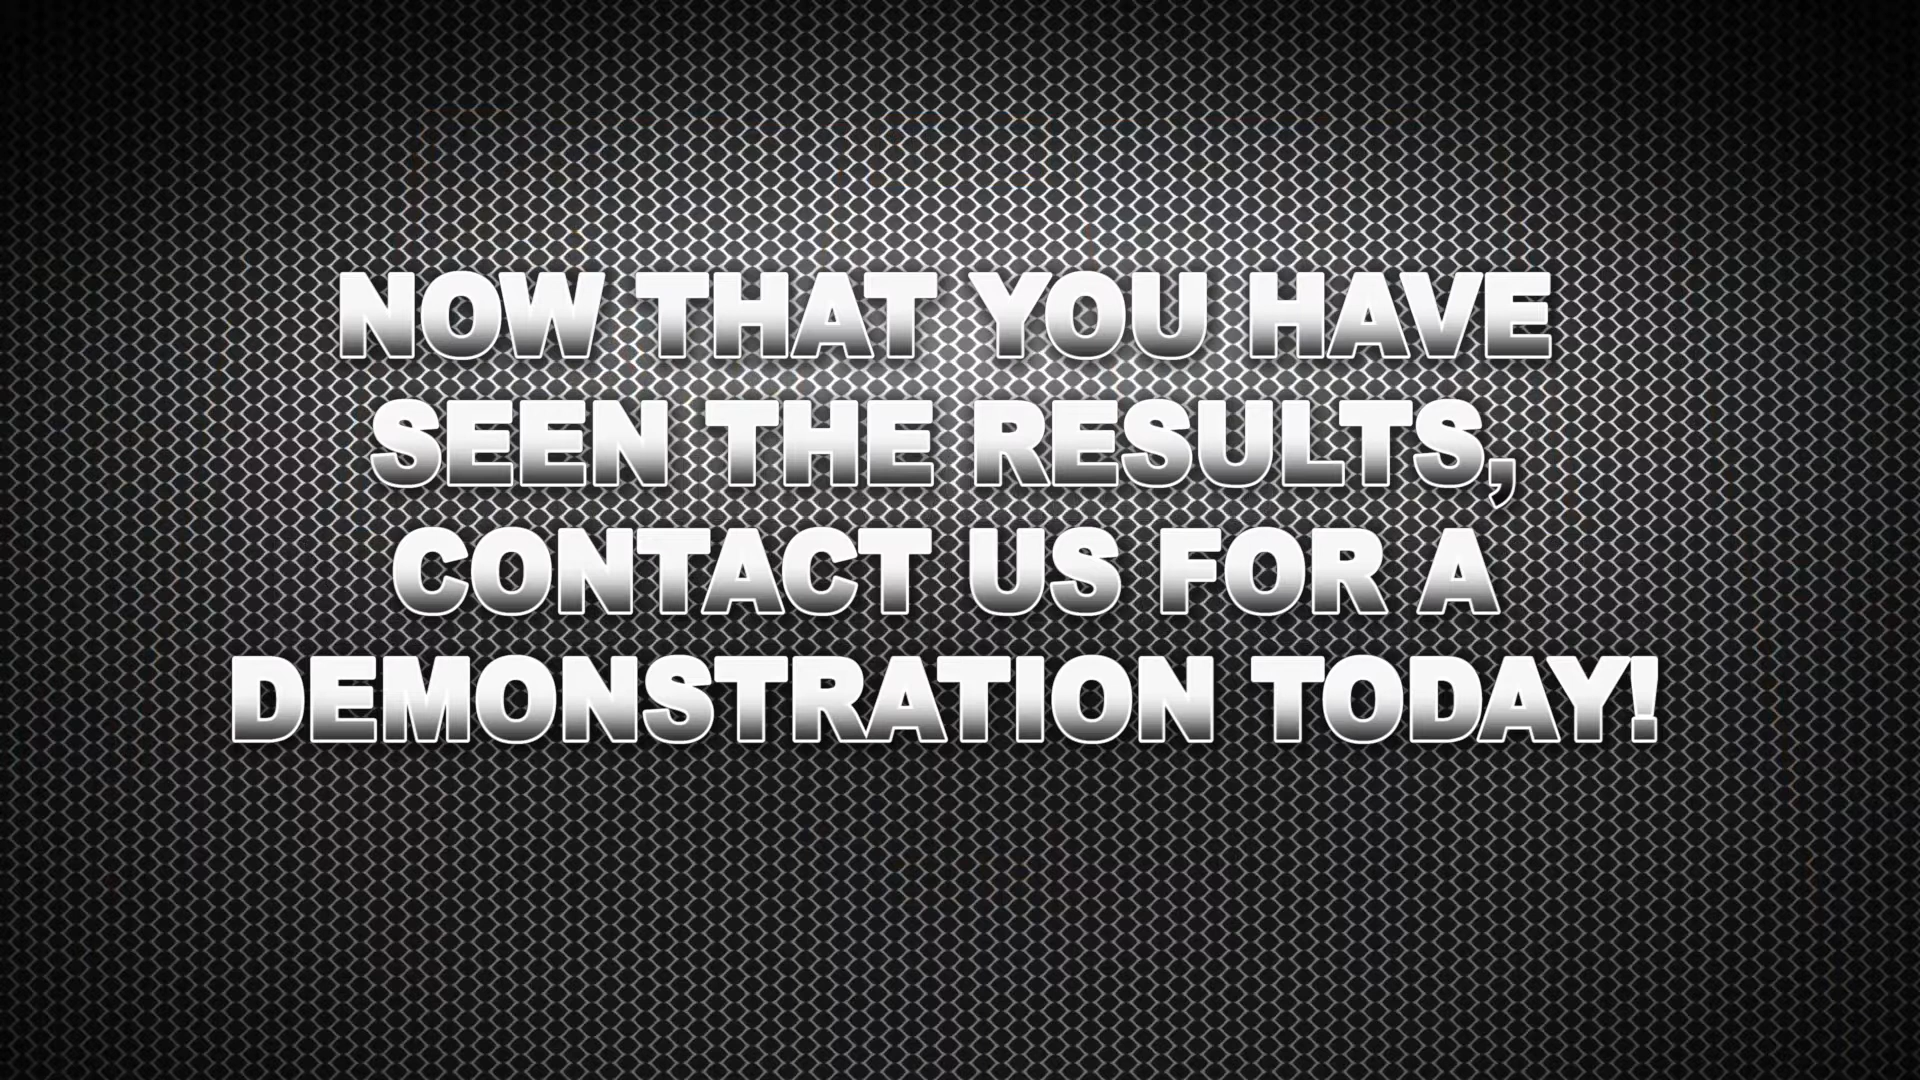 NOW THAT YOU HAVE
SEEN THE RESULTS,
CONTACT US FOR A
DEMONSTRATION TODAY!